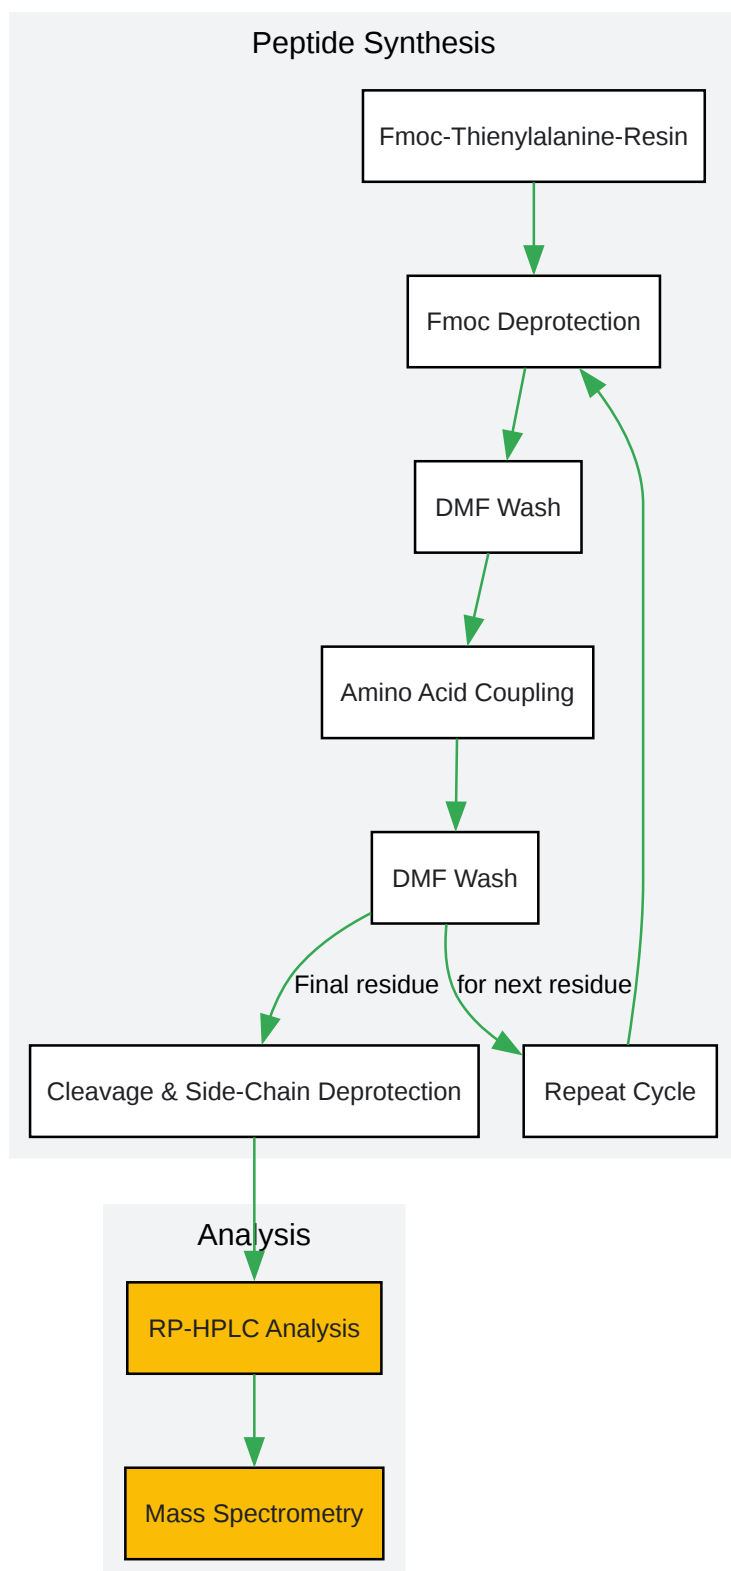 Peptide Synthesis
Fmoc-Thienylalanine-Resin
Fmoc Deprotection
DMF Wash
Amino Acid Coupling
DMF Wash
Final residue
for next residue
Cleavage & Side-Chain Deprotection
Repeat Cycle
Analysis
RP-HPLC Analysis
Mass Spectrometry